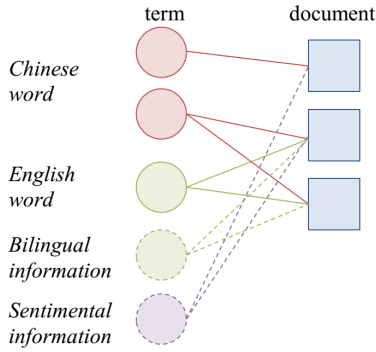 term
document
Chinese
word
English
word
Bilingual
information
Sentimental
information